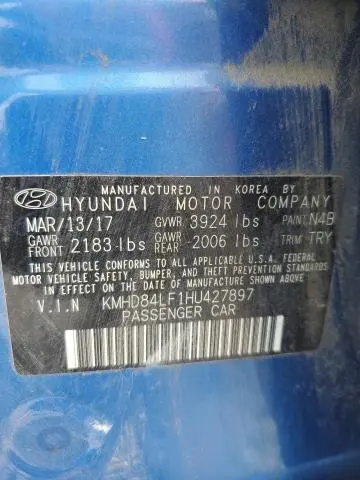 MANUFACTURED IN KOREA BY
HYUNDAI MOTOR COMPANY
MAR/13/17 GVWR 3924 lbs PAINT N4B
GAWR FRONT 2183 lbs GAWR REAR 2006 lbs TRIM TRY
THIS VEHICLE CONFORMS TO ALL APPLICABLE FEDERAL
MOTOR VEHICLE SAFETY, BUMPER, AND THEFT PREVENTION
STANDARDS IN EFFECT ON THE DATE OF MANUFACTURE SHOWN ABOVE.
V.I.N KMHD84LF1HU427897
PASSENGER CAR